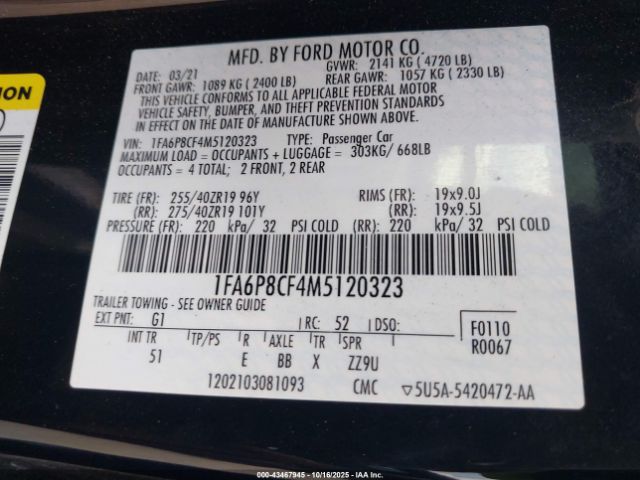 NION
MFD. BY FORD MOTOR CO.
DATE: 03/21 GVWR: 2141 KG ( 4720 LB)
FRONT GAWR: 1089 KG ( 2400 LB) REAR GAWR: 1057 KG ( 2330 LB)
THIS VEHICLE CONFORMS TO ALL APPLICABLE FEDERAL MOTOR
VEHICLE SAFETY, BUMPER, AND THEFT PREVENTION STANDARDS
IN EFFECT ON THE DATE OF MANUFACTURE SHOWN ABOVE.
VIN: 1FA6P8CF4M5120323 TYPE: Passenger Car
MAXIMUM LOAD = OCCUPANTS + LUGGAGE = 303KG/ 668LB
OCCUPANTS = 4 TOTAL; 2 FRONT, 2 REAR
TIRE (FR): 255/40ZR19 96Y RIMS (FR): 19x9.0J
(RR): 275/40ZR19 101Y (RR): 19x9.5J
PRESSURE (FR): 220 kPa/ 32 PSI COLD (RR): 220 kPa/ 32 PSI COLD
1FA6P8CF4M5120323
TRAILER TOWING - SEE OWNER GUIDE
EXT PNT: G1 RC: 52 DSO: F0110
INT TR TP/PS R AXLE TR SPR R0067
51 E BB X ZZ9U
1202103081093 CMC ▽5U5A-5420472-AA
© - 43467945 - 10/16/2025 - IAA Inc.